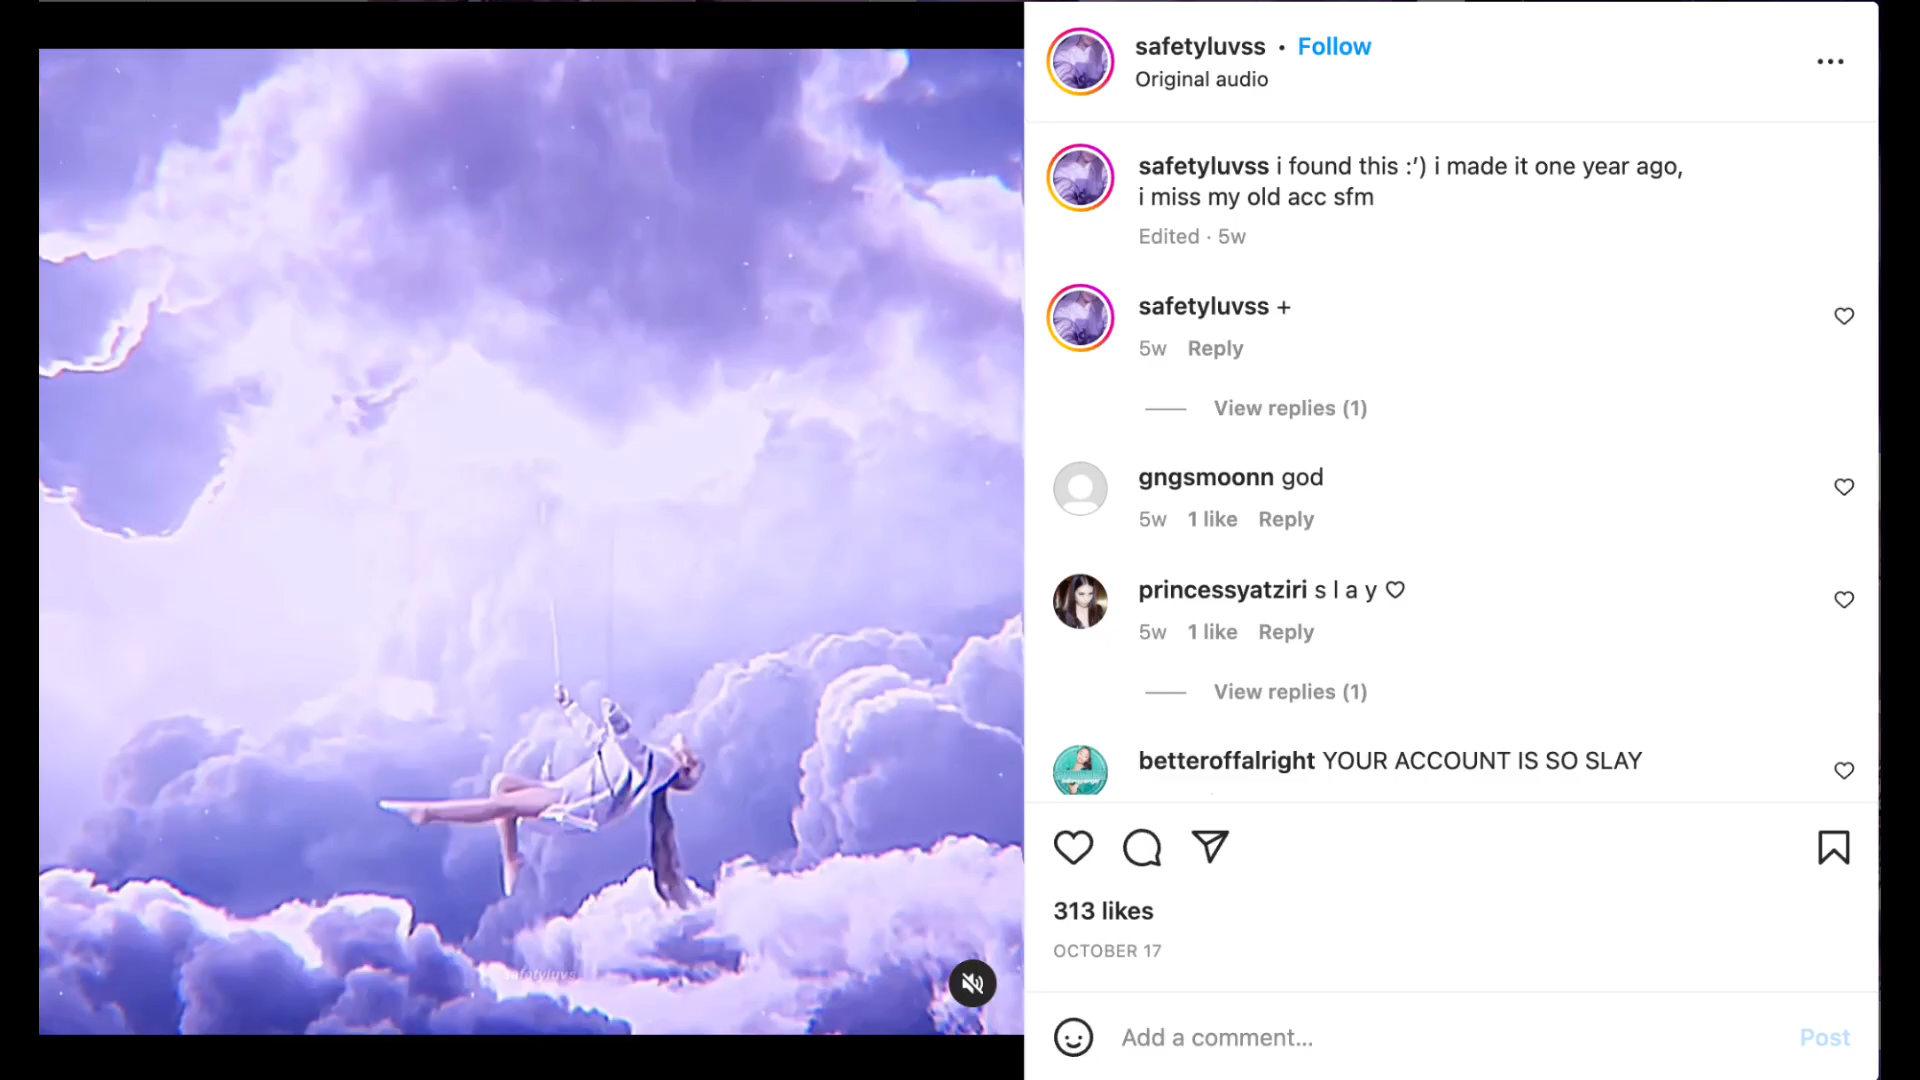 safetyluvss • Follow
Original audio
safetyluvss i found this :’) i made it one year ago,
i miss my old acc sfm
Edited · 5w
safetyluvss +
5w Reply
View replies (1)
gngsmoonn god
5w 1 like Reply
princessyatziri s l a y ♡
5w 1 like Reply
View replies (1)
betteroffalright YOUR ACCOUNT IS SO SLAY
safetyluvs
313 likes
OCTOBER 17
Add a comment...
Post